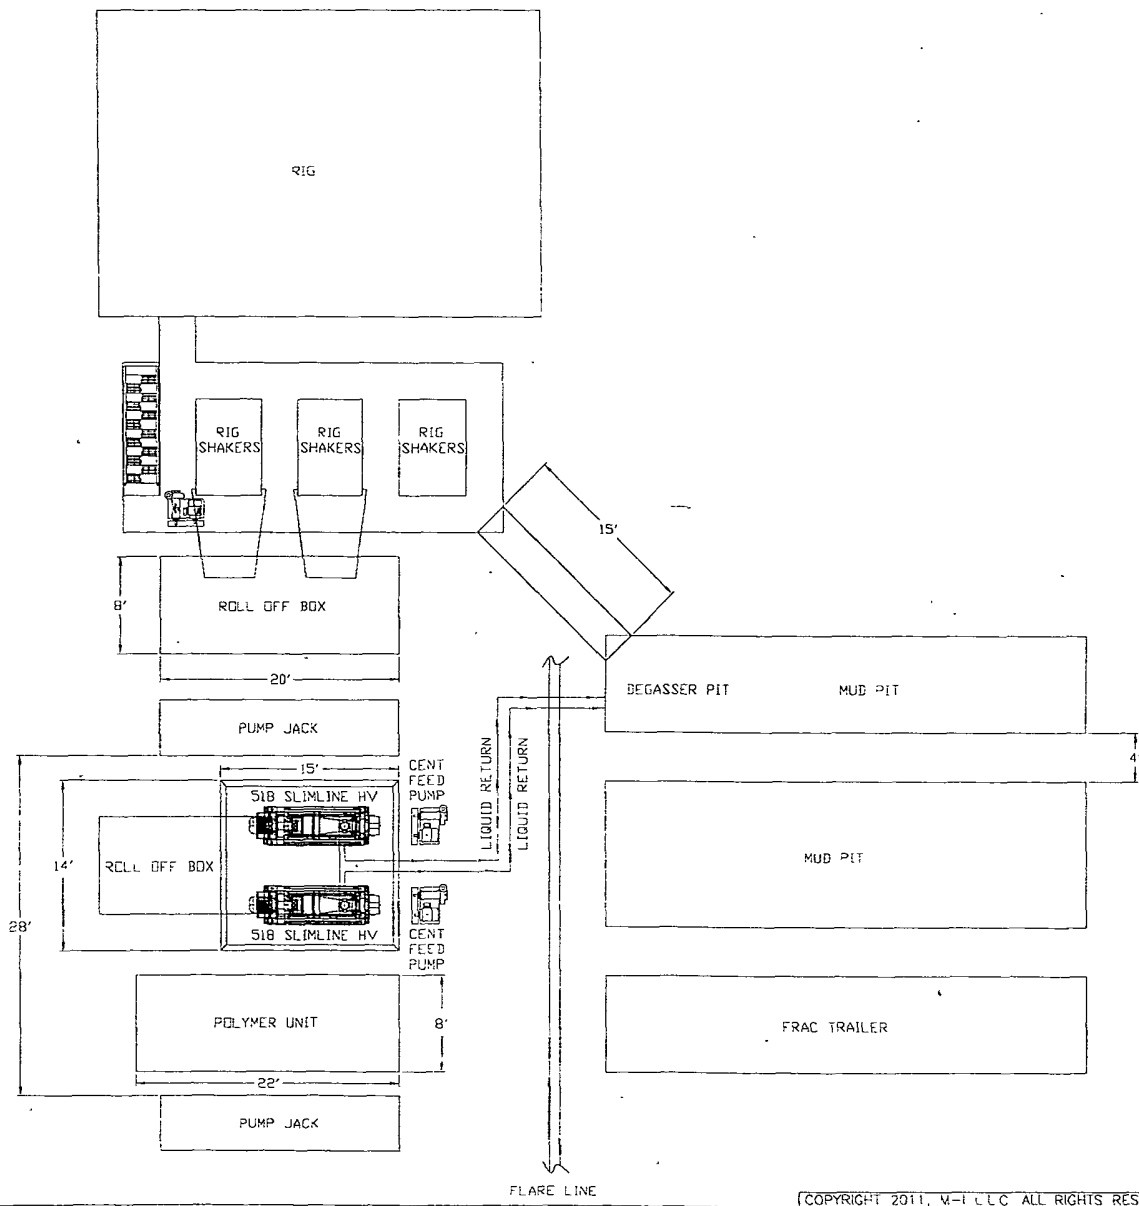 RIG
RIG
SHAKERS
RIG
SHAKERS
RIG
SHAKERS
15'
8'
ROLL OFF BOX
20'
DEGASSER PIT
MUD PIT
PUMP JACK
4
15'
CENT
FEED
PUMP
LIQUID RETURN
LIQUID RETURN
518 SLIMLINE HV
14'
ROLL OFF BOX
MUD PIT
28'
518 SLIMLINE HV
CENT
FEED
PUMP
POLYMER UNIT
8'
FRAC TRAILER
22'
PUMP JACK
FLARE LINE
COPYRIGHT 2011, M-I LLC ALL RIGHTS RES